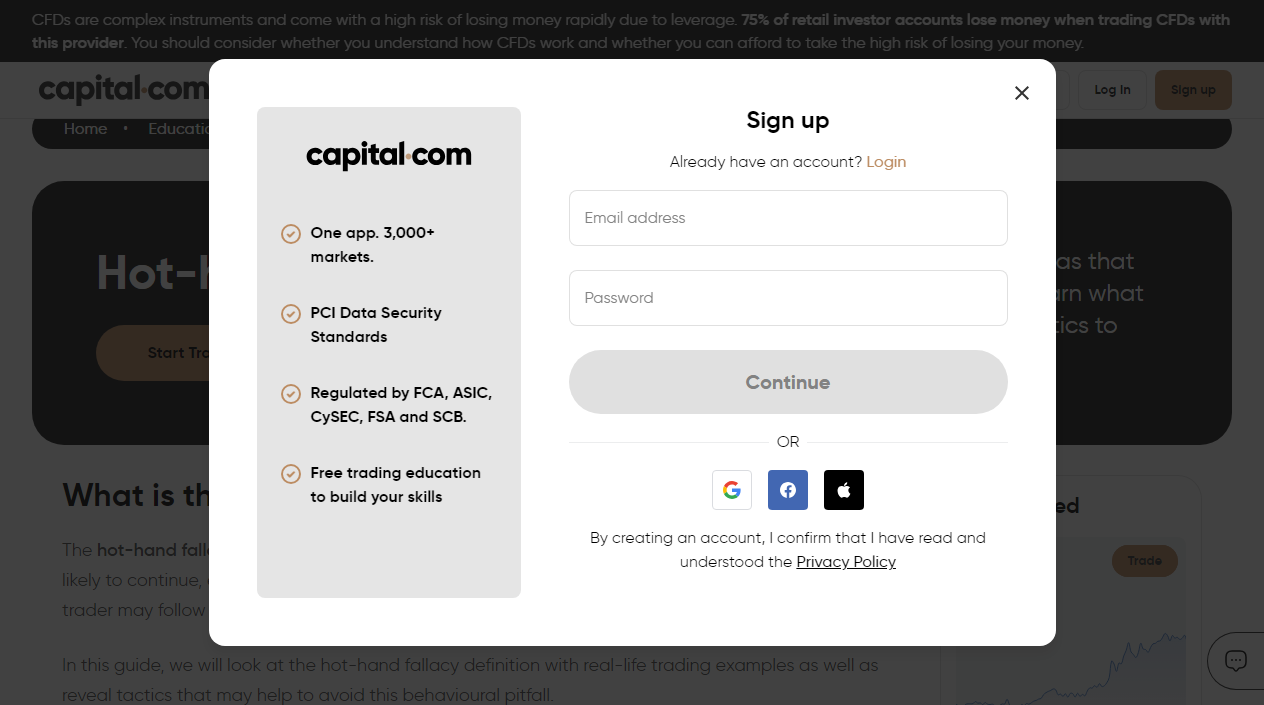 CFDs are complex instruments and come with a high risk of losing money rapidly due to leverage. 75% of retail investor accounts lose money when trading CFDs with
this provider. You should consider whether you understand how CFDs work and whether you can afford to take the high risk of losing your money.
capital.com
Log In
Sign up
Home
capital.com
One app. 3,000+
markets.
PCI Data Security
Standards
Regulated by FCA, ASIC,
CySEC, FSA and SCB.
Free trading education
to build your skills
Sign up
Already have an account? Login
Email address
Password
Continue
OR
By creating an account, I confirm that I have read and
understood the Privacy Policy
as that
what
to
Start
What is
The hot-hand
likely to continue,
trader may follow
In this guide, we will look at the hot-hand fallacy definition with real-life trading examples as well as
reveal tactics that may help to avoid this behavioural pitfall.
Trade